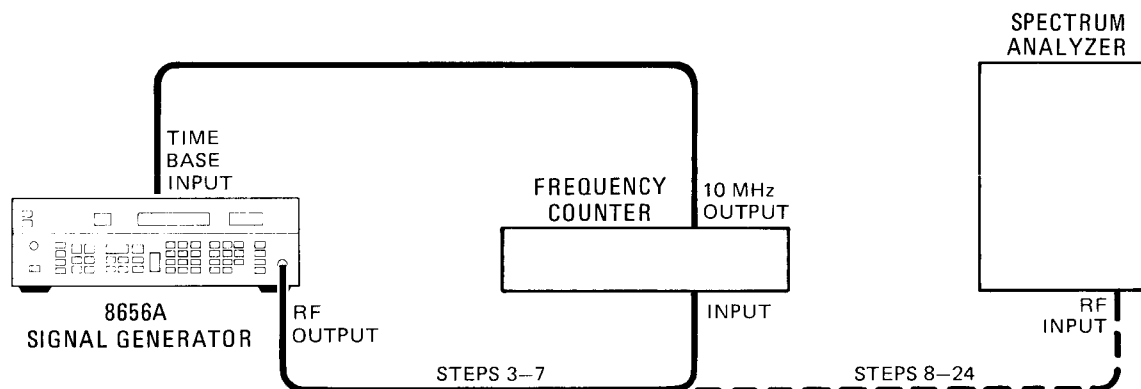 SPECTRUM
ANALYZER
TIME
BASE
INPUT
FREQUENCY
COUNTER
10 MHz
OUTPUT
8656A
SIGNAL GENERATOR
RF
OUTPUT
INPUT
RF
INPUT
STEPS 3–7
STEPS 8–24